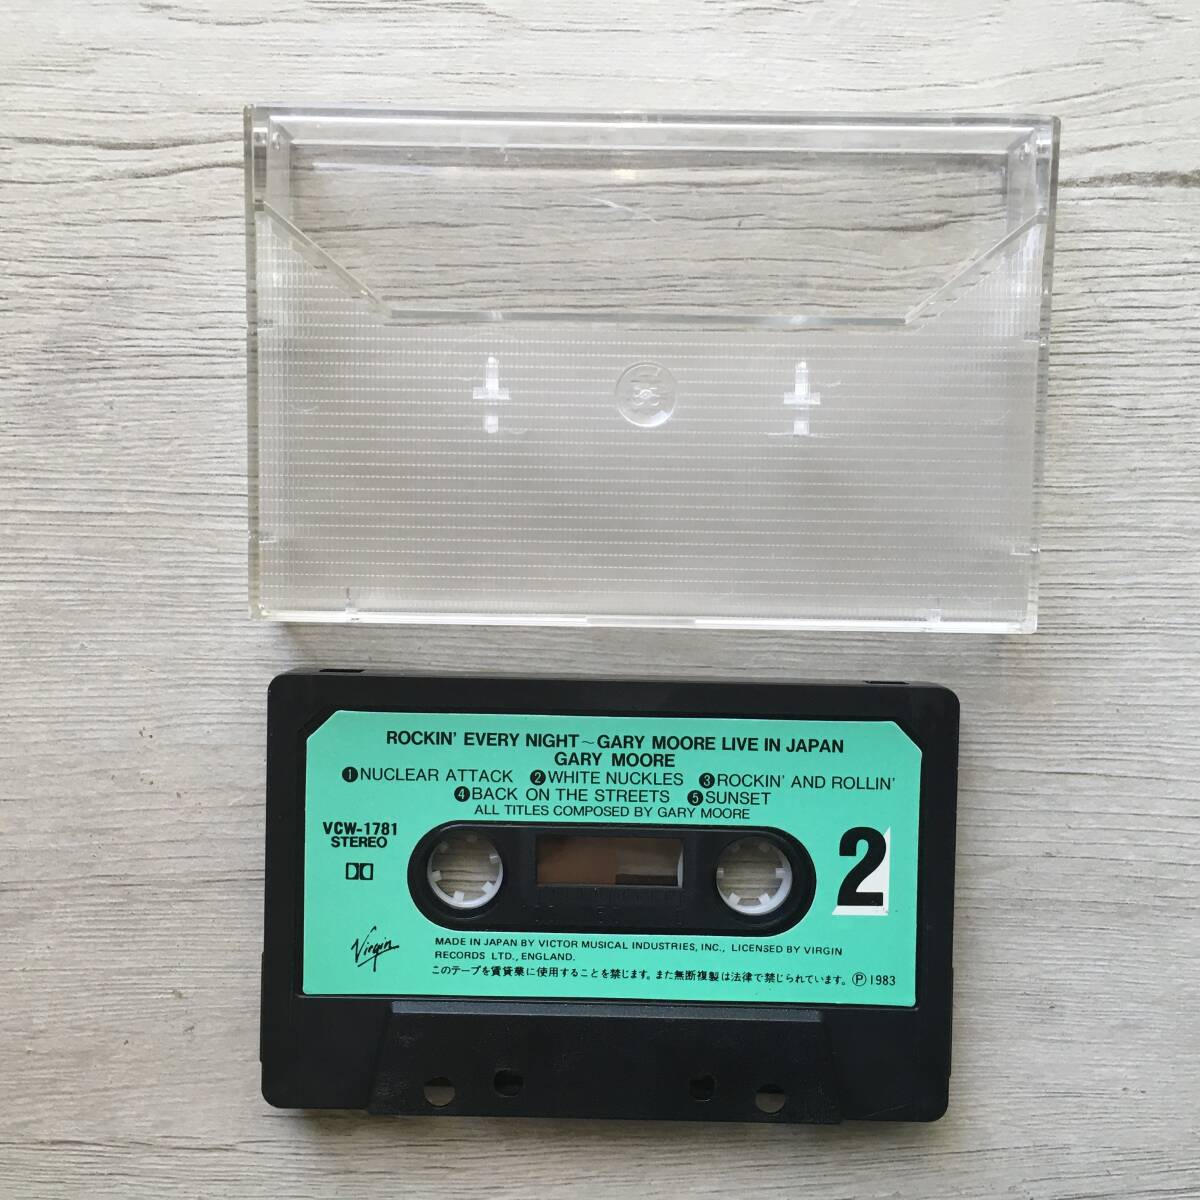 ROCKIN' EVERY NIGHT~GARY MOORE LIVE IN JAPAN
GARY MOORE
❶NUCLEAR ATTACK ❷WHITE NUCKLES ❸ROCKIN' AND ROLLIN'
❹BACK ON THE STREETS ❺SUNSET
ALL TITLES COMPOSED BY GARY MOORE
VCW-1781
STEREO
2
Virgin
MADE IN JAPAN BY VICTOR MUSICAL INDUSTRIES, INC., LICENSED BY VIRGIN
RECORDS LTD., ENGLAND.
このテープを賃貸業に使用することを禁じます。また無断複製は法律で禁じられています。Ⓟ1983